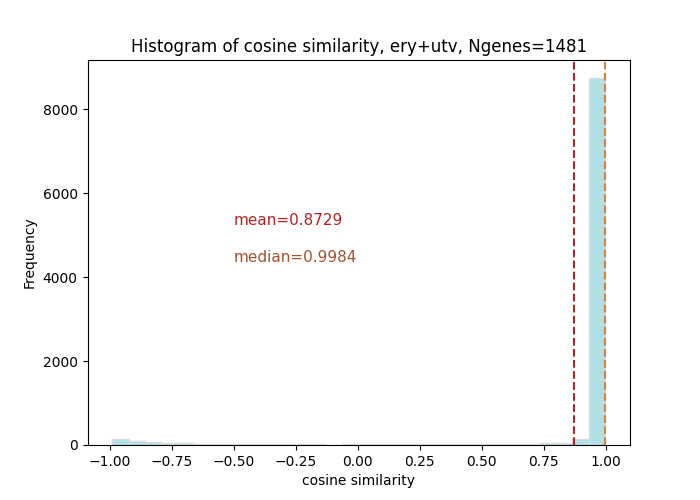 Histogram of cosine similarity, ery+utv, Ngenes=1481
8000
6000
4000
2000
0
Frequency
mean=0.8729
median=0.9984
−1.00 −0.75 −0.50 −0.25 0.00 0.25 0.50 0.75 1.00
cosine similarity